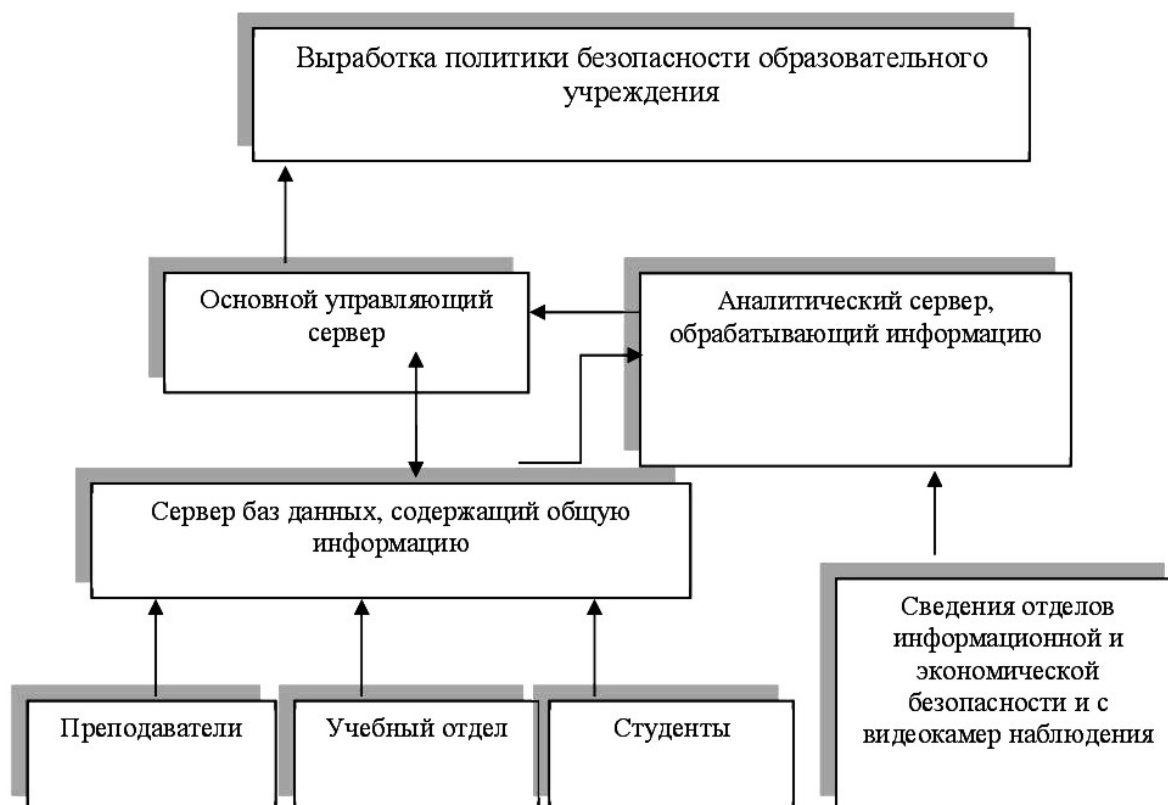 Выработка политики безопасности образовательного
учреждения
Основной управляющий
сервер
Аналитический сервер,
обрабатывающий информацию
Сервер баз данных, содержащий общую
информацию
Преподаватели
Учебный отдел
Студенты
Сведения отделов
информационной и
экономической
безопасности и с
видеокамер наблюдения